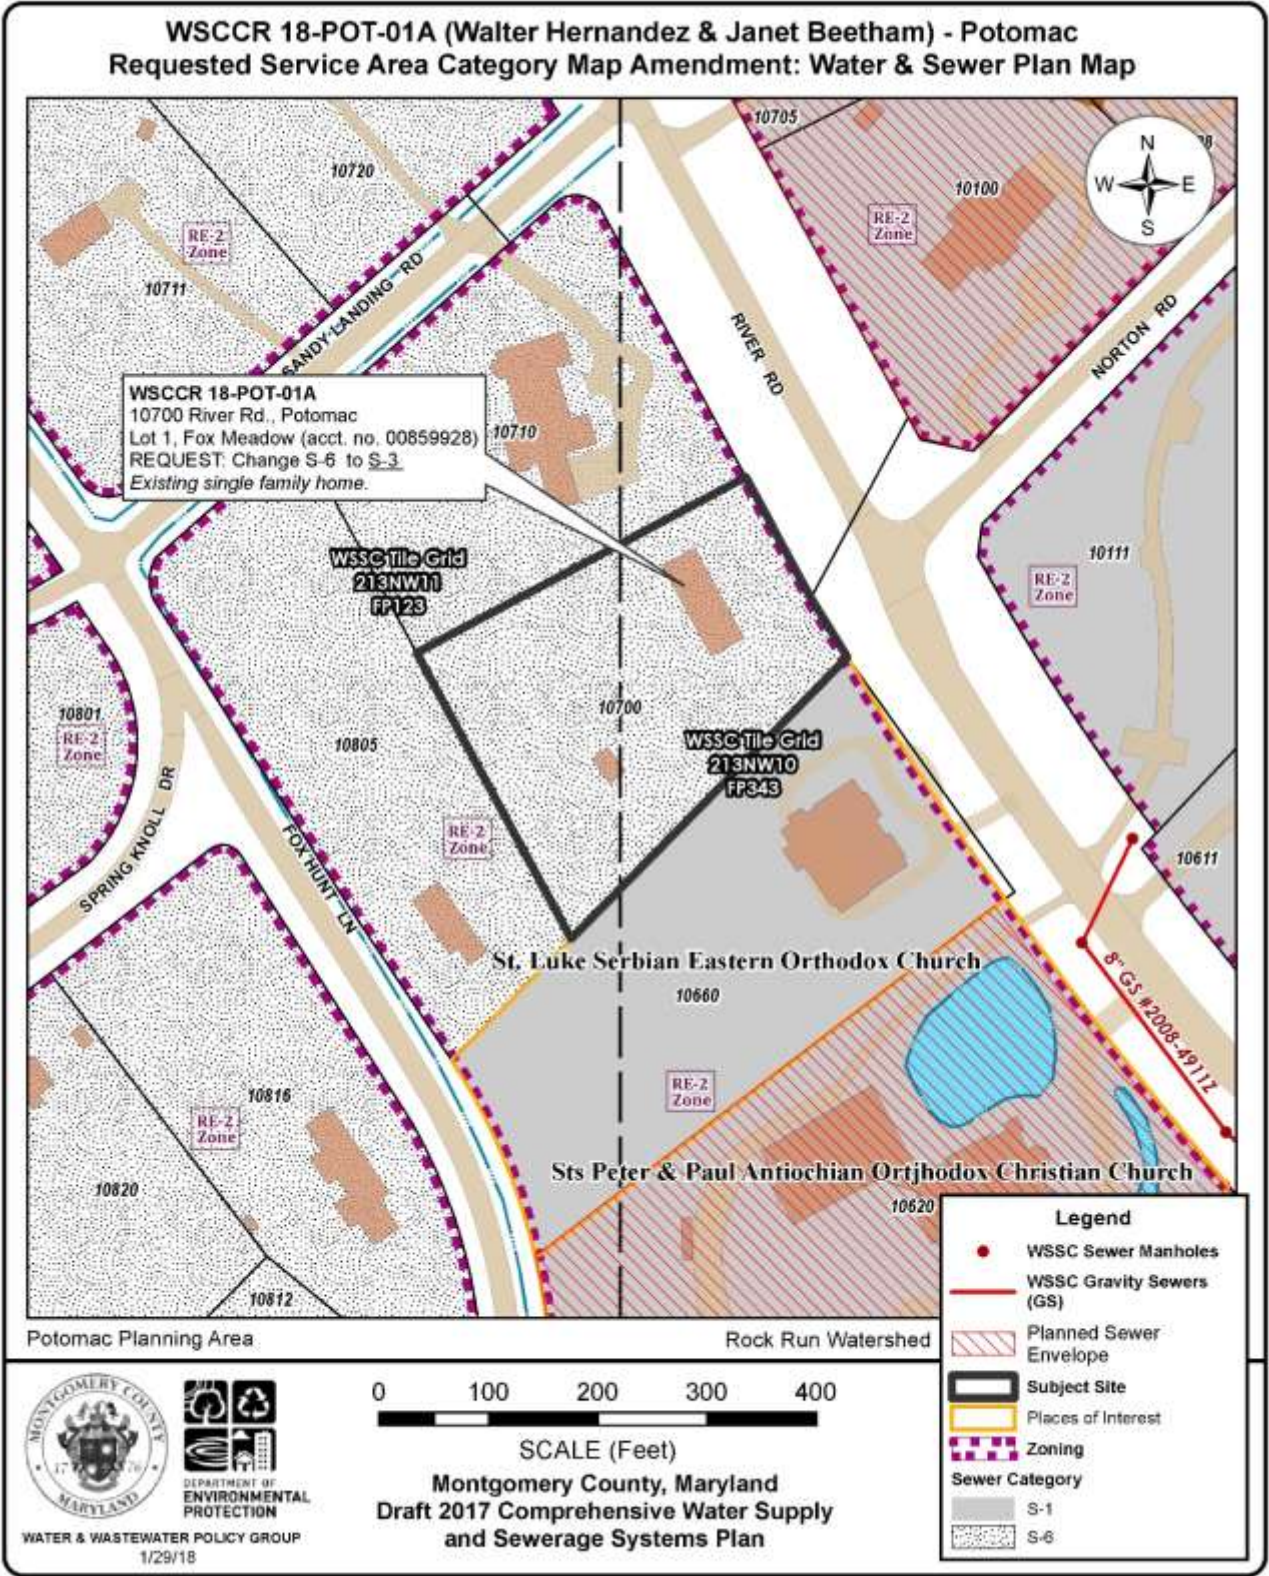 WSCCR 18-POT-01A (Walter Hernandez & Janet Beetham) - Potomac
Requested Service Area Category Map Amendment: Water & Sewer Plan Map
10705
N
W
E
S
10720
10100
RE-2
Zone
RE-2
Zone
10711
SANDY LANDING RD
RIVER RD
NORTON RD
WSCCR 18-POT-01A
10700 River Rd., Potomac
Lot 1, Fox Meadow (acct. no. 00859928)
REQUEST: Change S-6 to S-3
Existing single family home.
10710
WSSC Tile Grid
213NW11
FP123
10111
RE-2
Zone
10801
RE-2
Zone
10805
10700
WSSC Tile Grid
213NW10
FP343
SPRING KNOLL DR
FOX HUNT LN
RE-2
Zone
10611
St. Luke Serbian Eastern Orthodox Church
10660
8" GS #2008-4911Z
RE-2
Zone
10816
RE-2
Zone
10820
Sts Peter & Paul Antiochian Ortjhodox Christian Church
10620
10812
Potomac Planning Area
Rock Run Watershed
Legend
WSSC Sewer Manholes
WSSC Gravity Sewers
(GS)
Planned Sewer
Envelope
Subject Site
Places of Interest
Zoning
Sewer Category
S-1
S-6
MONTGOMERY COUNTY
17 76
MARYLAND
DEPARTMENT OF
ENVIRONMENTAL
PROTECTION
WATER & WASTEWATER POLICY GROUP
1/29/18
0 100 200 300 400
SCALE (Feet)
Montgomery County, Maryland
Draft 2017 Comprehensive Water Supply
and Sewerage Systems Plan